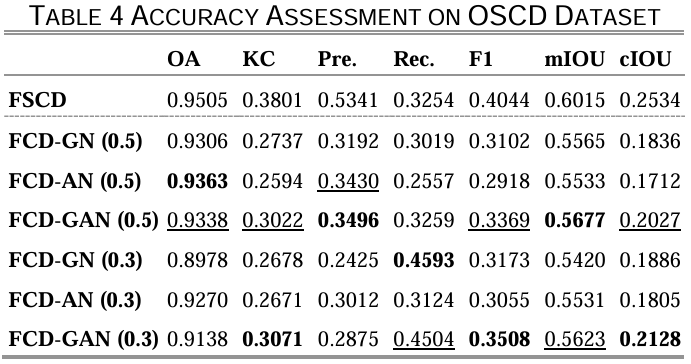 TABLE 4 ACCURACY ASSESSMENT ON OSCD DATASET
OA KC Pre. Rec. F1 mIOU cIOU
FSCD 0.9505 0.3801 0.5341 0.3254 0.4044 0.6015 0.2534
FCD-GN (0.5) 0.9306 0.2737 0.3192 0.3019 0.3102 0.5565 0.1836
FCD-AN (0.5) 0.9363 0.2594 0.3430 0.2557 0.2918 0.5533 0.1712
FCD-GAN (0.5) 0.9338 0.3022 0.3496 0.3259 0.3369 0.5677 0.2027
FCD-GN (0.3) 0.8978 0.2678 0.2425 0.4593 0.3173 0.5420 0.1886
FCD-AN (0.3) 0.9270 0.2671 0.3012 0.3124 0.3055 0.5531 0.1805
FCD-GAN (0.3) 0.9138 0.3071 0.2875 0.4504 0.3508 0.5623 0.2128